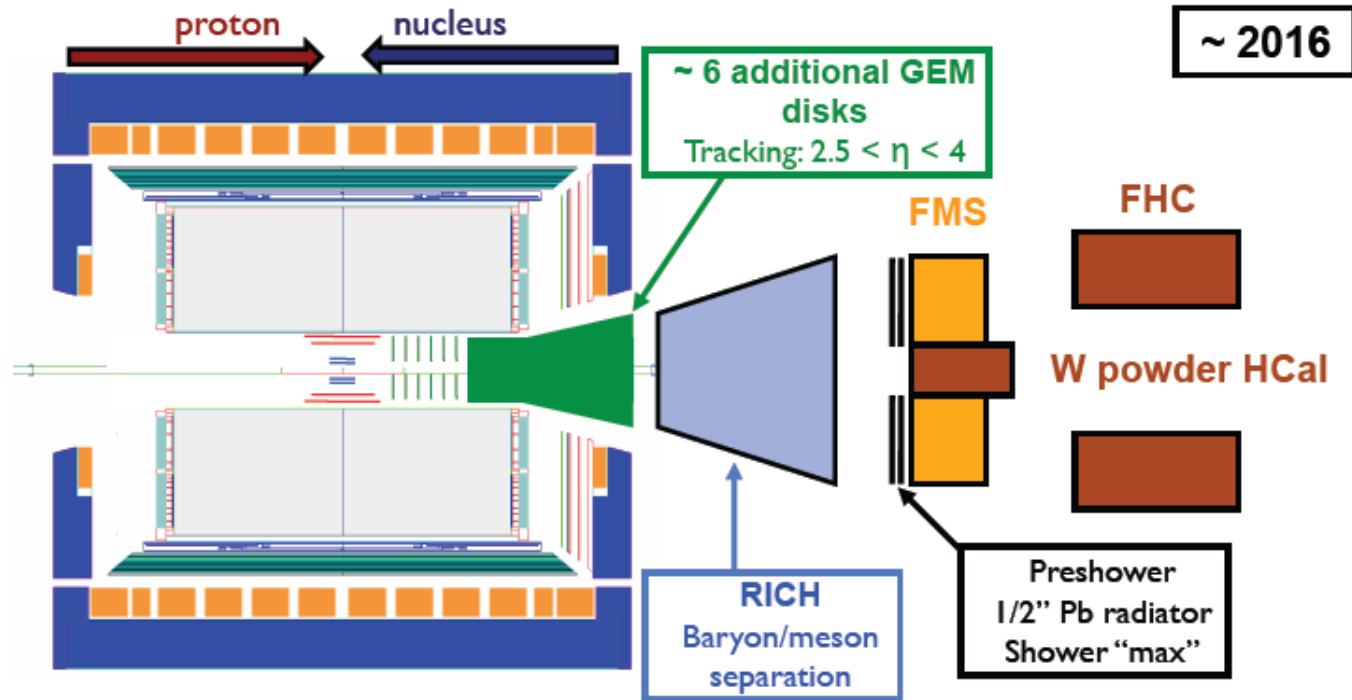 proton
nucleus
~ 2016
~ 6 additional GEM
disks
Tracking: 2.5 < η < 4
FMS
FHC
W powder HCal
RICH
Baryon/meson
separation
Preshower
1/2” Pb radiator
Shower “max”